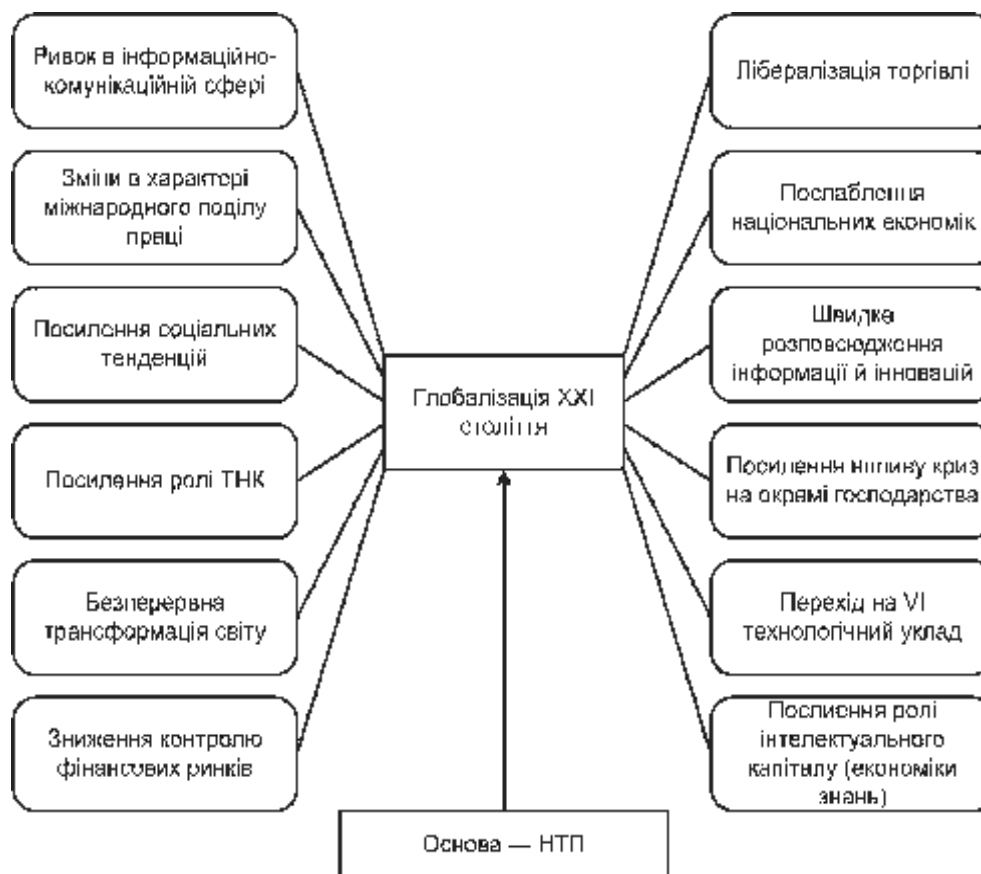 Ривок в інформаційно-
комунікаційній сфері
Зміни в характері
міжнародного поділу
праці
Посилення соціальних
тенденцій
Посилення ролі ТНК
Безперервна
трансформація світу
Зниження контролю
фінансових ринків
Глобалізація XXI
століття
Основа — НТП
Лібералізація торгівлі
Послаблення
національних економік
Швидке
розповсюдження
інформації й інновацій
Посилення впливу криз
на окремі господарства
Перехід на VI
технологічний уклад
Посилення ролі
інтелектуального
капіталу (економіки
знань)